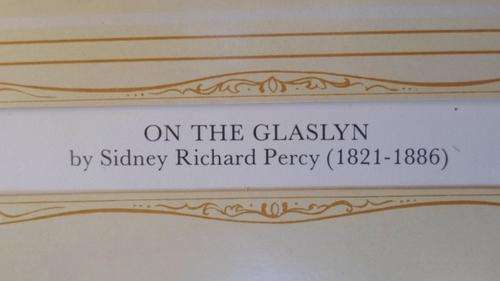 ON THE GLASLYN
by Sidney Richard Percy (1821-1886)